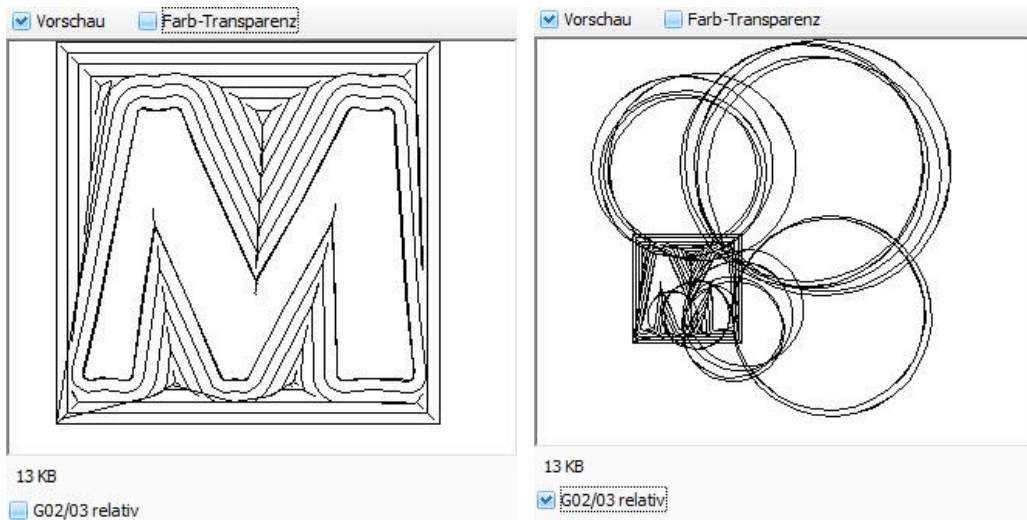 Vorschau Farb-Transparenz
13 KB
G02/03 relativ
Vorschau Farb-Transparenz
13 KB
G02/03 relativ